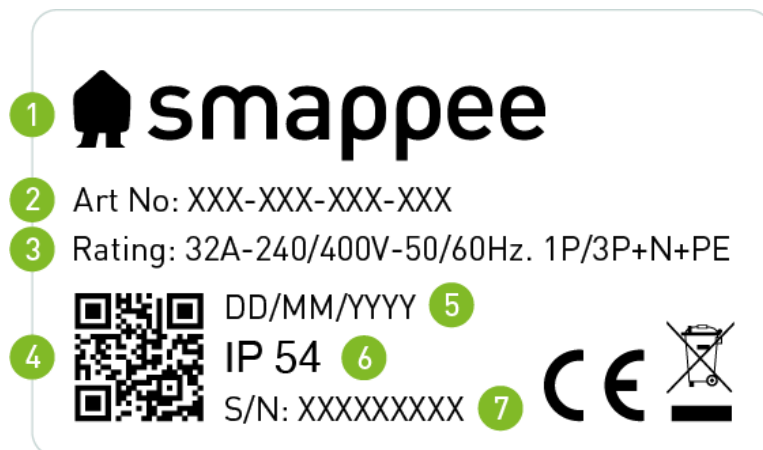 1 smappee
2 Art No: XXX-XXX-XXX-XXX
3 Rating: 32A-240/400V-50/60Hz. 1P/3P+N+PE
4 DD/MM/YYYY 5
IP 54 6
S/N: XXXXXXXXX 7
CE